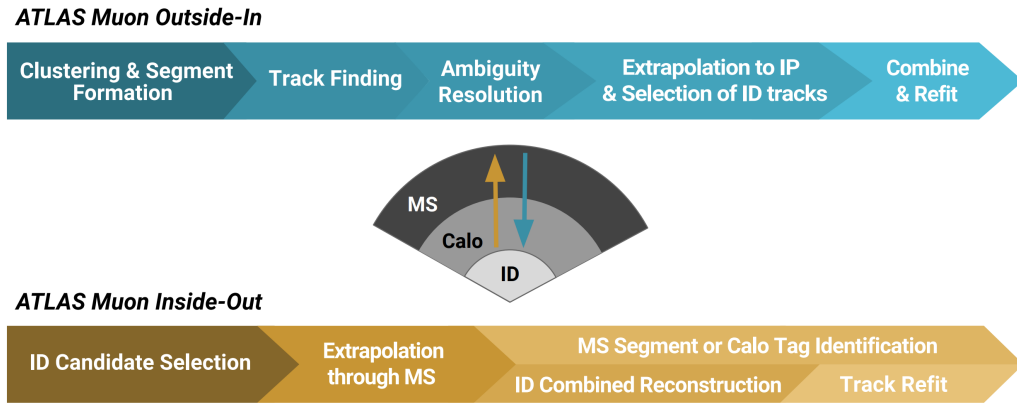 ATLAS Muon Outside-In
Clustering & Segment
Formation
Track Finding
Ambiguity
Resolution
Extrapolation to IP
& Selection of ID tracks
Combine
& Refit
MS
Calo
ID
ATLAS Muon Inside-Out
ID Candidate Selection
Extrapolation
through MS
MS Segment or Calo Tag Identification
ID Combined Reconstruction
Track Refit